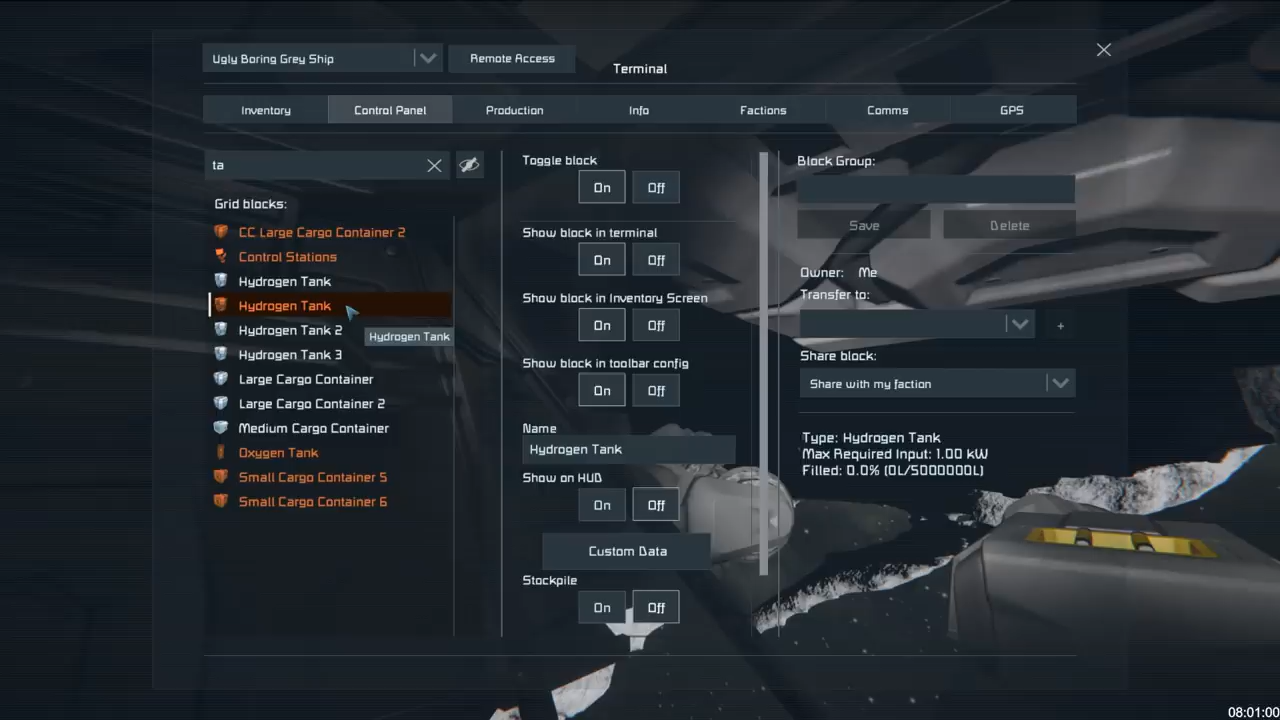 Ugly Boring Grey Ship
Remote Access
Terminal
Inventory
Control Panel
Production
Info
Factions
Comms
GPS
ta
Grid blocks:
CC Large Cargo Container 2
Control Stations
Hydrogen Tank
Hydrogen Tank
Hydrogen Tank 2
Hydrogen Tank
Hydrogen Tank 3
Large Cargo Container
Large Cargo Container 2
Medium Cargo Container
Oxygen Tank
Small Cargo Container 5
Small Cargo Container 6
Toggle block
On Off
Show block in terminal
On Off
Show block in Inventory Screen
On Off
Show block in toolbar config
On Off
Name
Hydrogen Tank
Show on HUD
On Off
Custom Data
Stockpile
On Off
Block Group:
Save Delete
Owner: Me
Transfer to:
+
Share block:
Share with my faction
Type: Hydrogen Tank
Max Required Input: 1.00 kW
Filled: 0.0% (0L/5000000L)
08:01:00